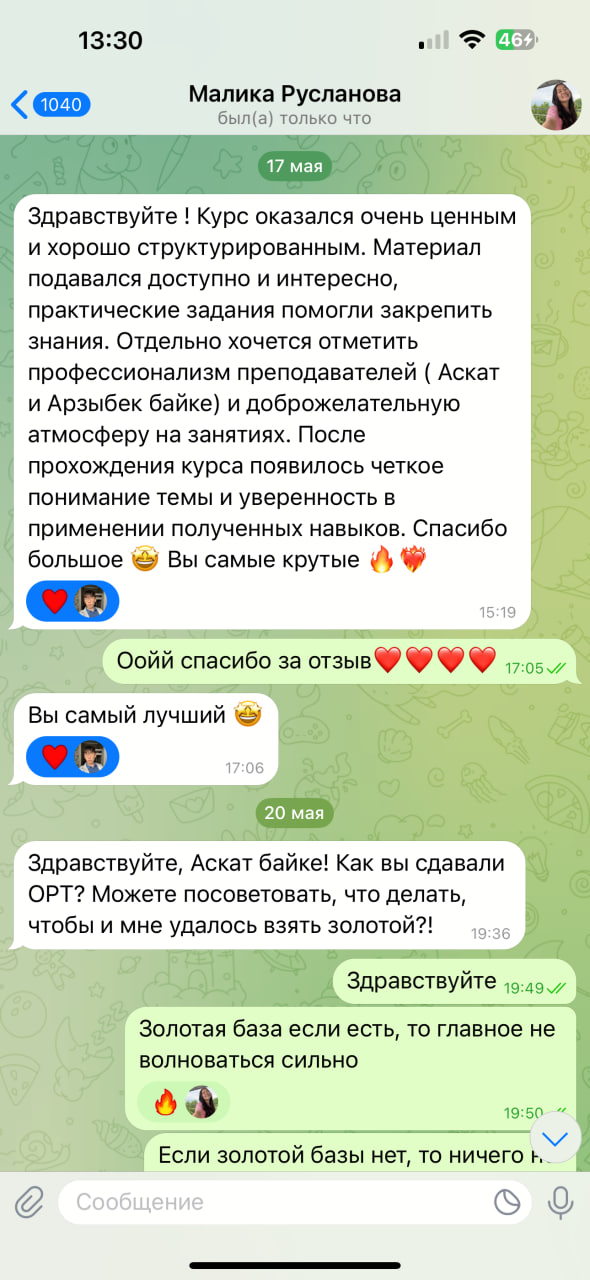 13:30
46
1040
Малика Русланова
был(а) только что
17 мая
Здравствуйте ! Курс оказался очень ценным
и хорошо структурированным. Материал
подавался доступно и интересно,
практические задания помогли закрепить
знания. Отдельно хочется отметить
профессионализм преподавателей ( Аскат
и Арзыбек байке) и доброжелательную
атмосферу на занятиях. После
прохождения курса появилось четкое
понимание темы и уверенность в
применении полученных навыков. Спасибо
большое 🤩 Вы самые крутые 🔥 ❤️‍🔥
❤️
15:19
Оойй спасибо за отзыв❤️❤️❤️❤️ 17:05
Вы самый лучший 🤩
❤️
17:06
20 мая
Здравствуйте, Аскат байке! Как вы сдавали
ОРТ? Можете посоветовать, что делать,
чтобы и мне удалось взять золотой?!
19:36
Здравствуйте 19:49
Золотая база если есть, то главное не
волноваться сильно
🔥
19:50
Если золотой базы нет, то ничего
Сообщение